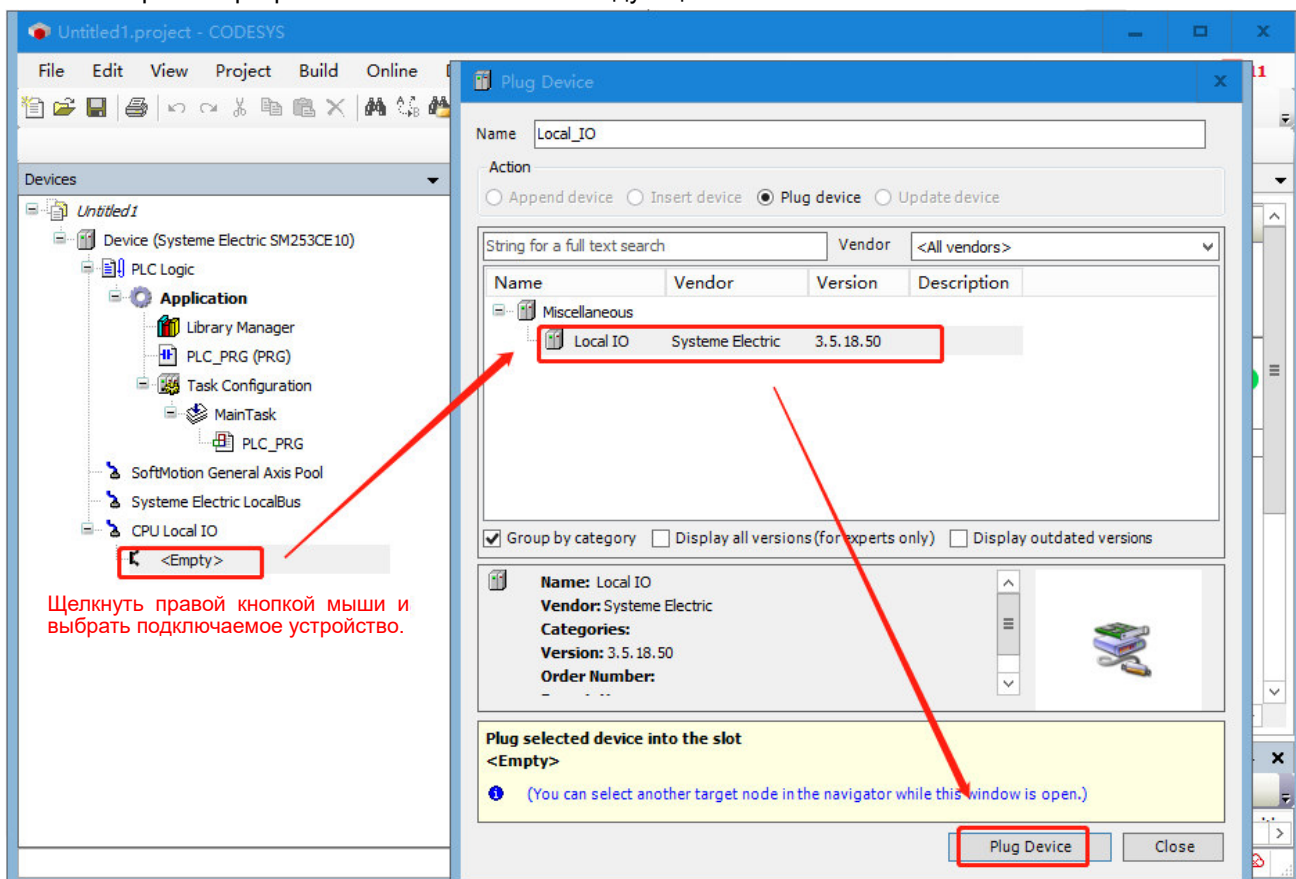 Untitled1.project - CODESYS
File Edit View Project Build Online
11
Devices
Untitled1
Device (Systeme Electric SM253CE10)
PLC Logic
Application
Library Manager
PLC_PRG (PRG)
Task Configuration
MainTask
PLC_PRG
SoftMotion General Axis Pool
Systeme Electric LocalBus
CPU Local IO
<Empty>
Щелкнуть правой кнопкой мыши и
выбрать подключаемое устройство.
Plug Device
Name Local_IO
Action
Append device Insert device Plug device Update device
String for a full text search Vendor <All vendors>
Name Vendor Version Description
Miscellaneous
Local IO Systeme Electric 3.5.18.50
Group by category Display all versions (for experts only) Display outdated versions
Name: Local IO
Vendor: Systeme Electric
Categories:
Version: 3.5.18.50
Order Number:
Plug selected device into the slot
<Empty>
(You can select another target node in the navigator while this window is open.)
Plug Device Close